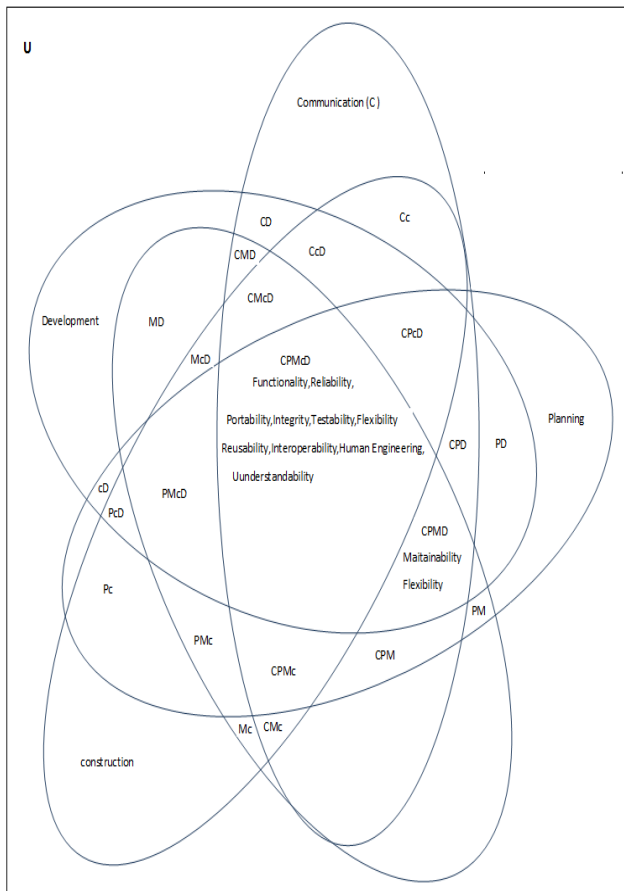 U
Communication (C )
Cc
CD
CcD
CMD
CMcD
Development
MD
CPcD
McD
CPMcD
Functionality,Reliability,
Portability,Integrity,Testability,Flexibility
Planning
Reusability,Interoperability,Human Engineering,
CPD
PD
Uunderstandability
cD
PMcD
PcD
CPMD
Maitainability
Flexibility
Pc
PM
PMc
CPM
CPMc
Mc
CMc
construction